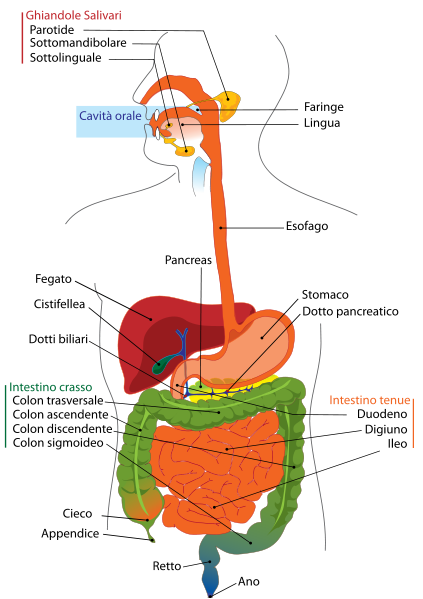 Ghiandole Salivari
Parotide
Sottomandibolare
Sottolinguale
Cavità orale
Faringe
Lingua
Esofago
Pancreas
Fegato
Stomaco
Cistifellea
Dotto pancreatico
Dotti biliari
Intestino crasso
Colon trasversale
Colon ascendente
Colon discendente
Colon sigmoideo
Intestino tenue
Duodeno
Digiuno
Ileo
Cieco
Appendice
Retto
Ano